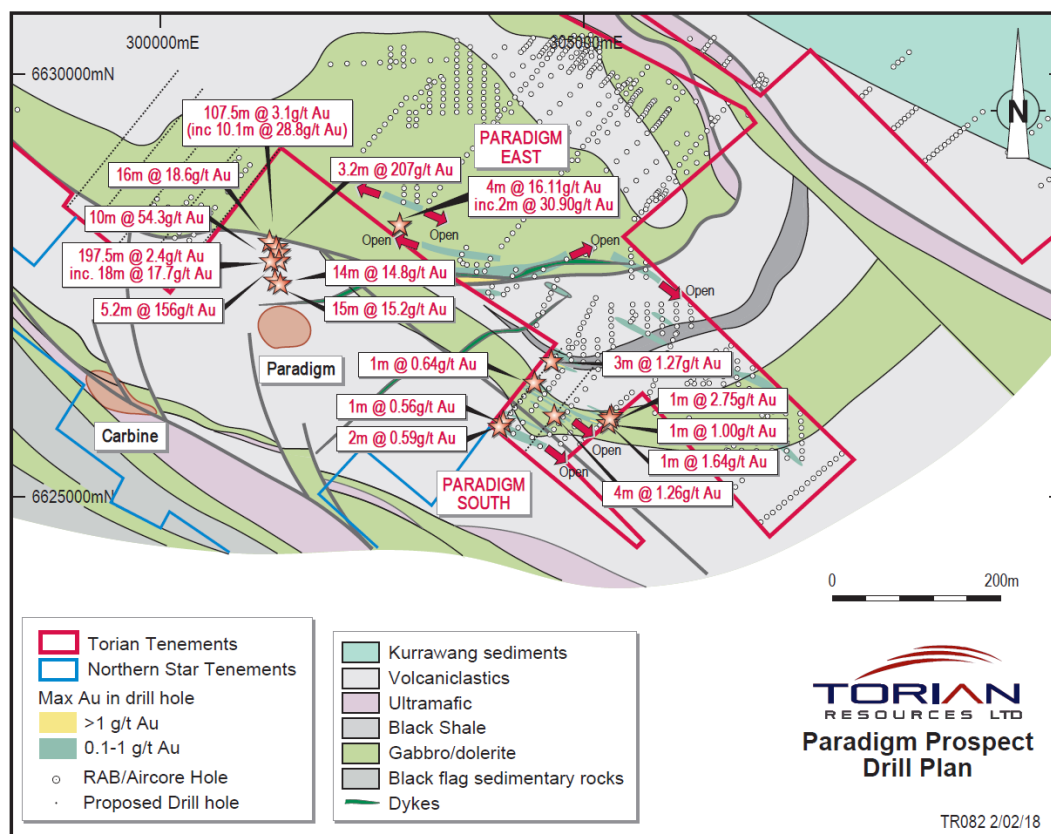 300000mE
305000mE
6630000mN
107.5m @ 3.1g/t Au
(inc 10.1m @ 28.8g/t Au)
PARADIGM
EAST
N
16m @ 18.6g/t Au
3.2m @ 207g/t Au
4m @ 16.11g/t Au
inc.2m @ 30.90g/t Au
10m @ 54.3g/t Au
Open
Open
Open
Open
197.5m @ 2.4g/t Au
inc. 18m @ 17.7g/t Au
14m @ 14.8g/t Au
5.2m @ 156g/t Au
15m @ 15.2g/t Au
Paradigm
1m @ 0.64g/t Au
3m @ 1.27g/t Au
1m @ 0.56g/t Au
1m @ 2.75g/t Au
Carbine
2m @ 0.59g/t Au
1m @ 1.00g/t Au
Open
1m @ 1.64g/t Au
Open
PARADIGM
SOUTH
4m @ 1.26g/t Au
6625000mN
0
200m
Torian Tenements
Northern Star Tenements
Max Au in drill hole
>1 g/t Au
0.1-1 g/t Au
RAB/Aircore Hole
Proposed Drill hole
Kurrawang sediments
Volcaniclastics
Ultramafic
Black Shale
Gabbro/dolerite
Black flag sedimentary rocks
Dykes
TORIAN
RESOURCES LTD
Paradigm Prospect
Drill Plan
TR082 2/02/18